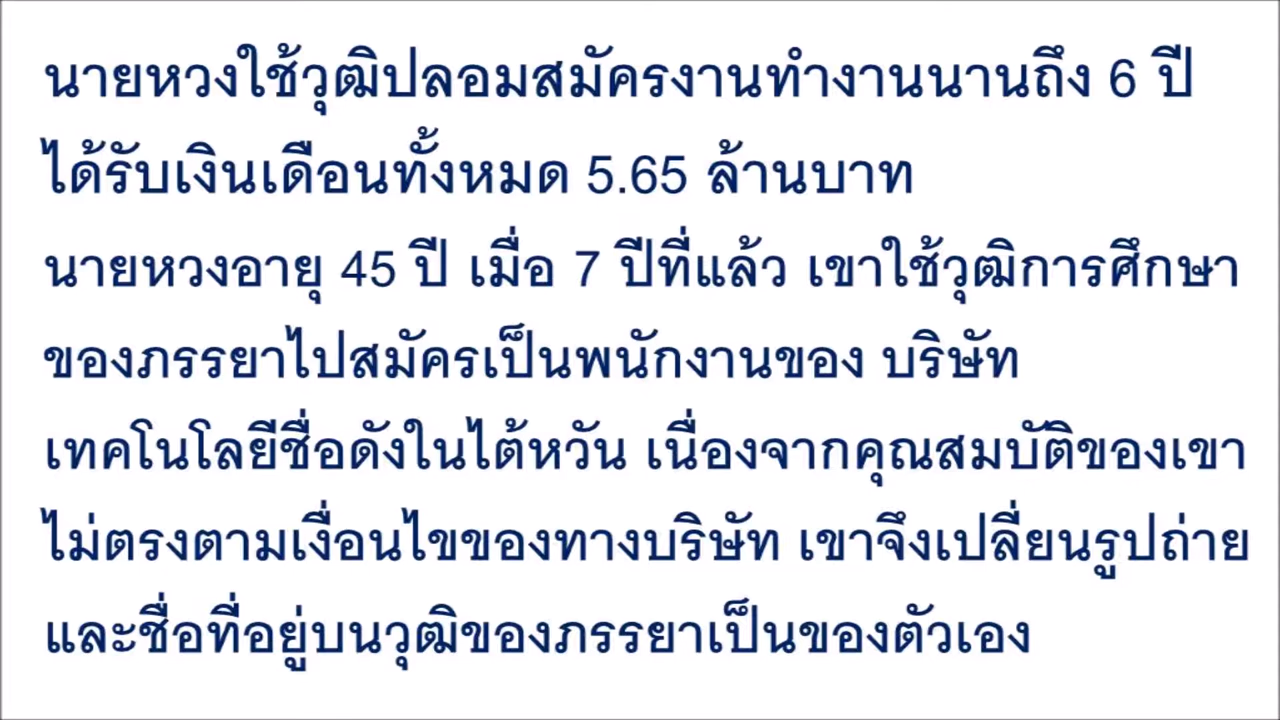 นายหวงใช้วุฒิปลอมสมัครงานทำงานนานถึง 6 ปี
ได้รับเงินเดือนทั้งหมด 5.65 ล้านบาท
นายหวงอายุ 45 ปี เมื่อ 7 ปีที่แล้ว เขาใช้วุฒิการศึกษา
ของภรรยาไปสมัครเป็นพนักงานของ บริษัท
เทคโนโลยีชื่อดังในไต้หวัน เนื่องจากคุณสมบัติของเขา
ไม่ตรงตามเงื่อนไขของทางบริษัท เขาจึงเปลี่ยนรูปถ่าย
และชื่อที่อยู่บนวุฒิของภรรยาเป็นของตัวเอง